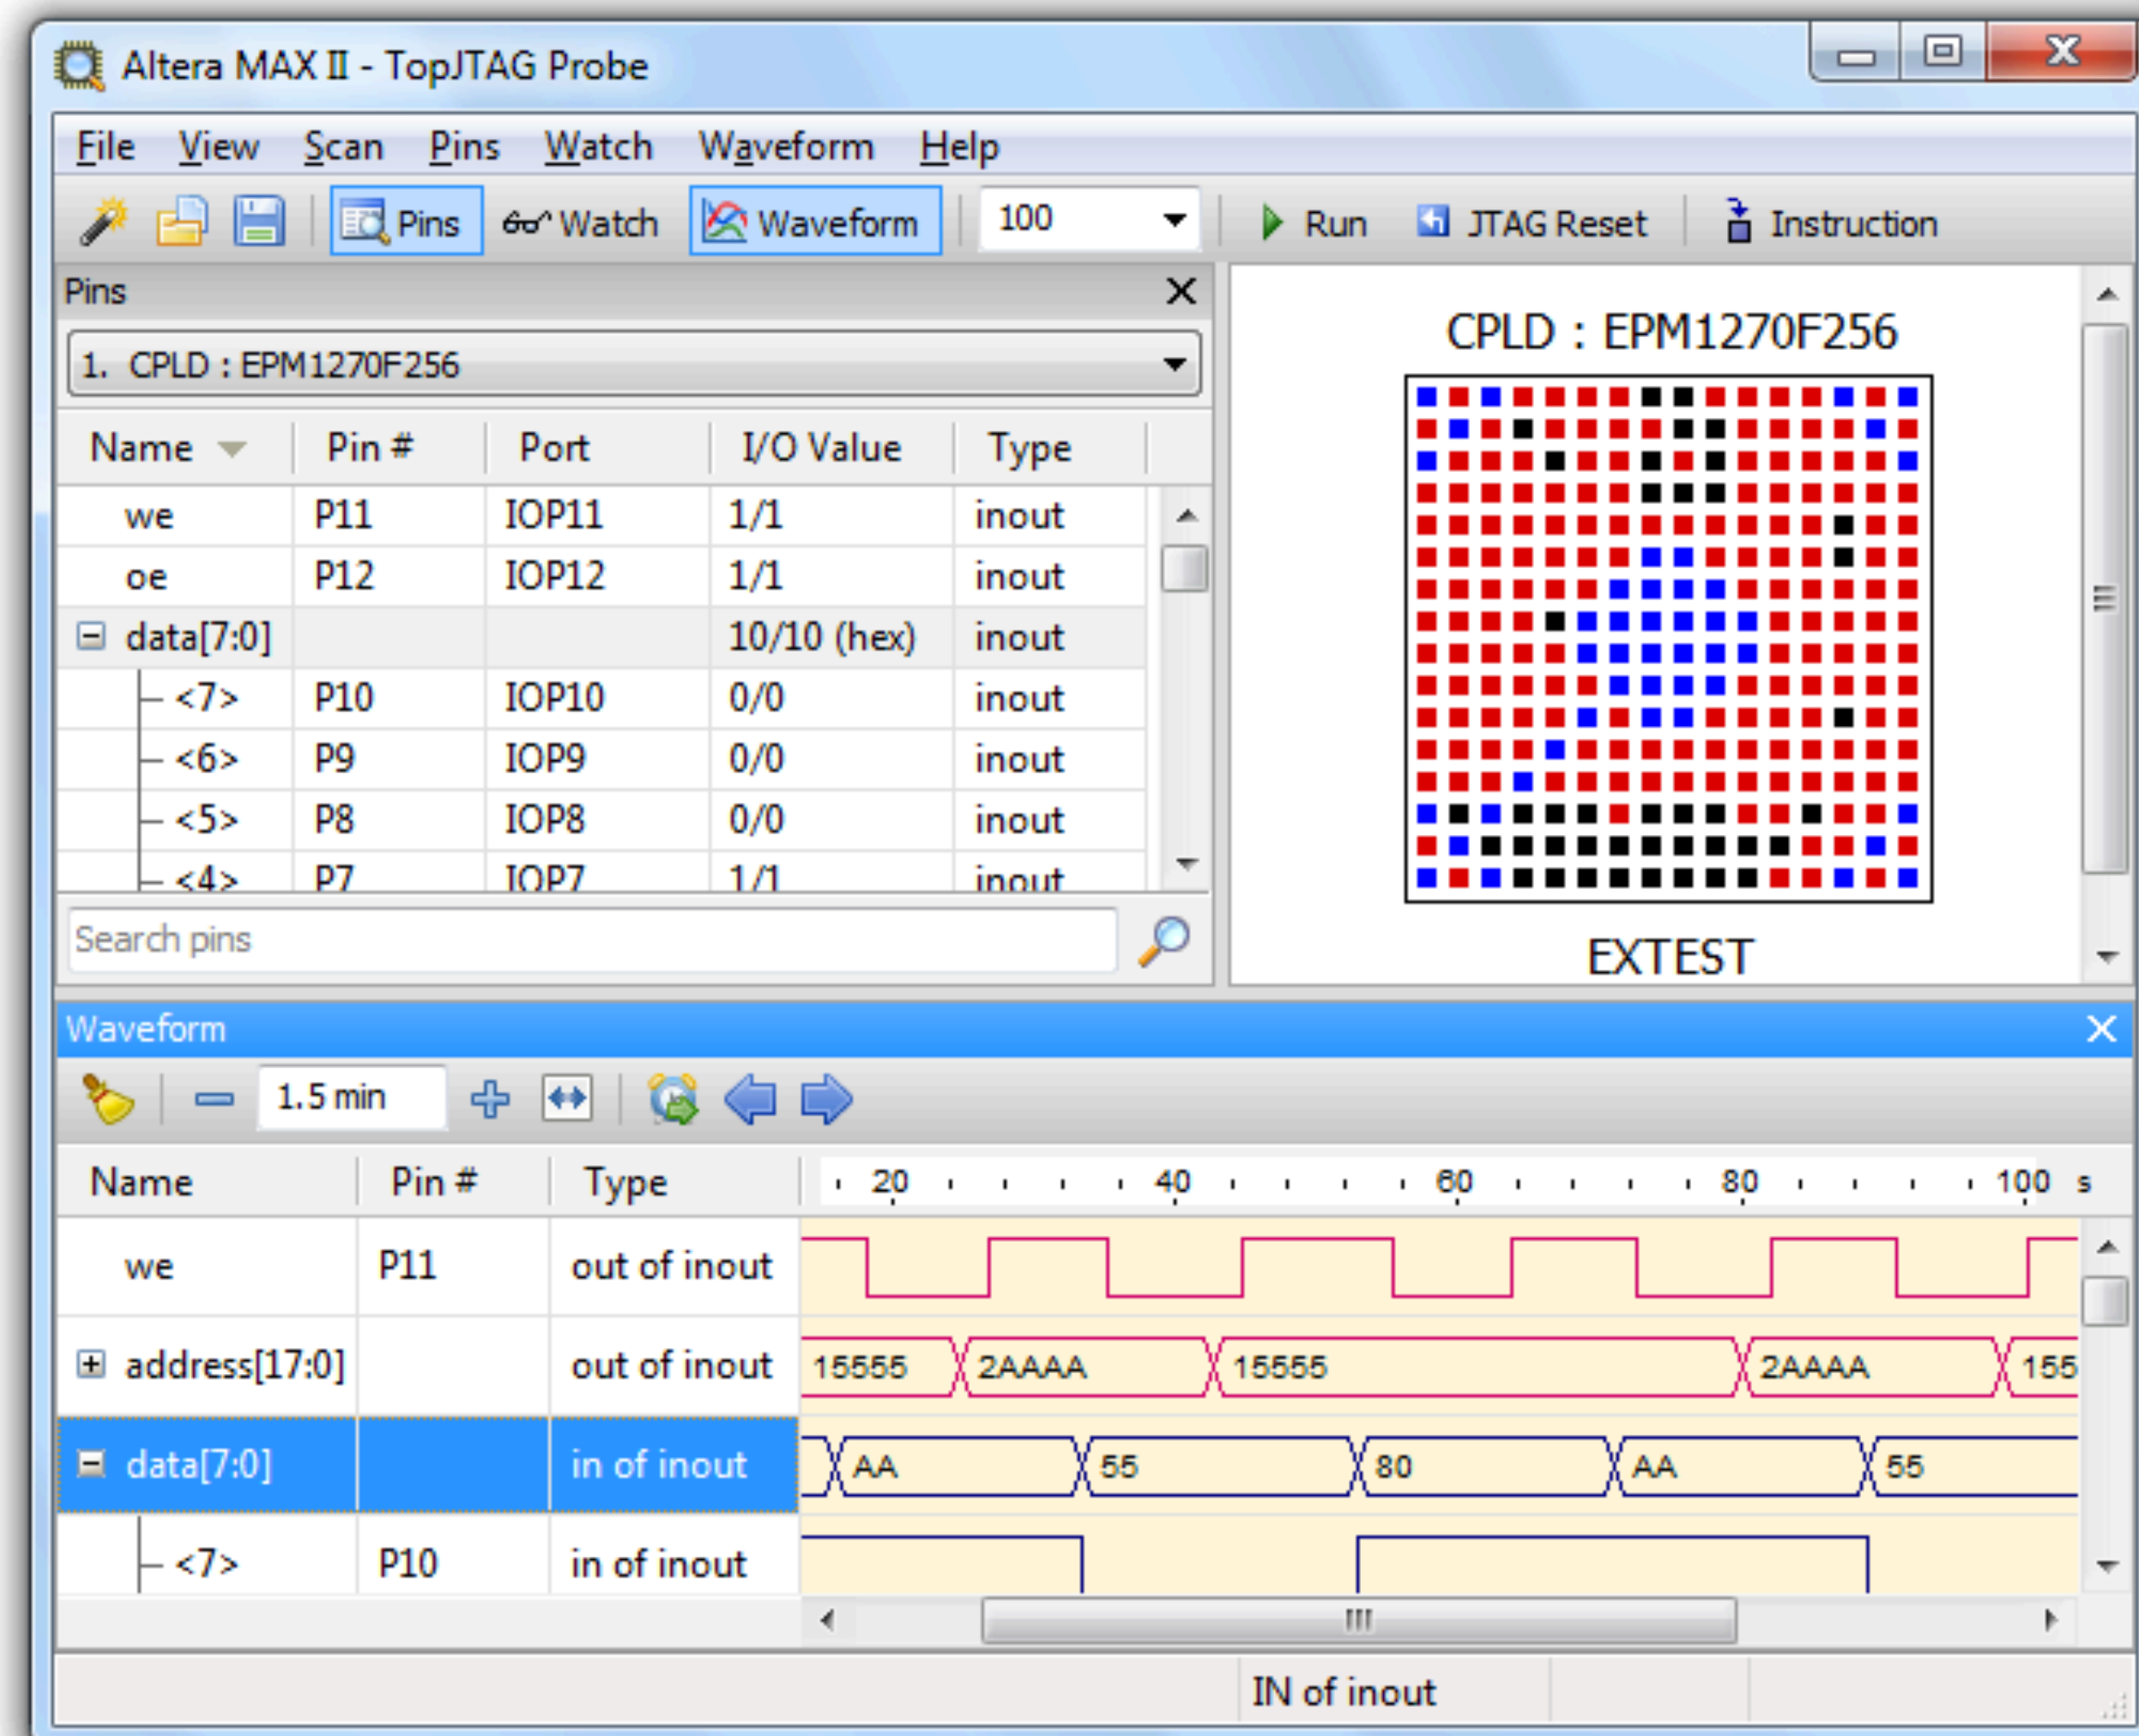 Altera MAX II - TopJTAG Probe
File View Scan Pins Watch Waveform Help
Pins Watch Waveform 100 Run JTAG Reset Instruction
Pins
1. CPLD : EPM1270F256
Name Pin # Port I/O Value Type
we P11 IOP11 1/1 inout
oe P12 IOP12 1/1 inout
data[7:0] 10/10 (hex) inout
<7> P10 IOP10 0/0 inout
<6> P9 IOP9 0/0 inout
<5> P8 IOP8 0/0 inout
<4> P7 IOP7 1/1 inout
Search pins
CPLD : EPM1270F256
EXTEST
Waveform
1.5 min
Name Pin # Type 20 40 60 80 100 s
we P11 out of inout
address[17:0] out of inout 15555 2AAAA 15555 2AAAA 155
data[7:0] in of inout AA 55 80 AA 55
<7> P10 in of inout
IN of inout